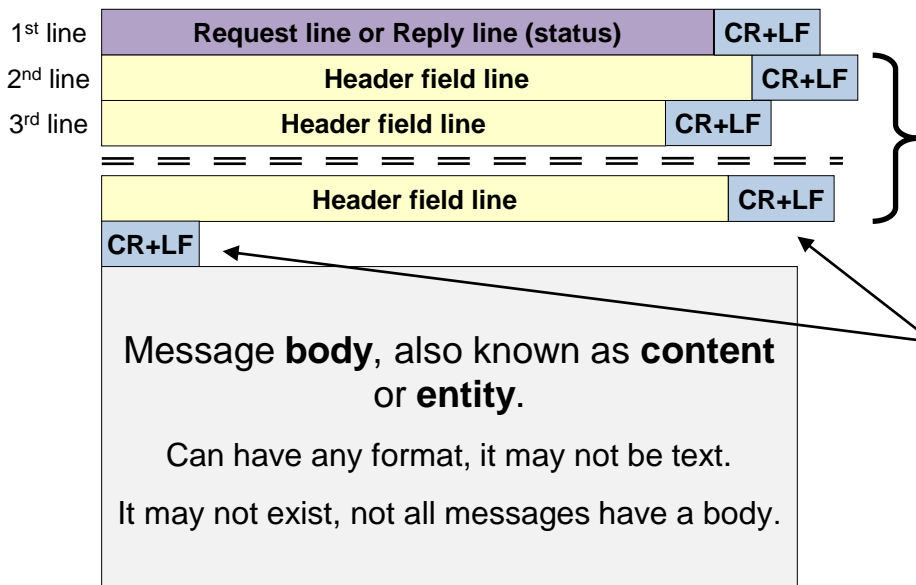 1st line Request line or Reply line (status) CR+LF
2nd line Header field line CR+LF
3rd line Header field line CR+LF
Header field line CR+LF
CR+LF
Message body, also known as content
or entity.
Can have any format, it may not be text.
It may not exist, not all messages have a body.